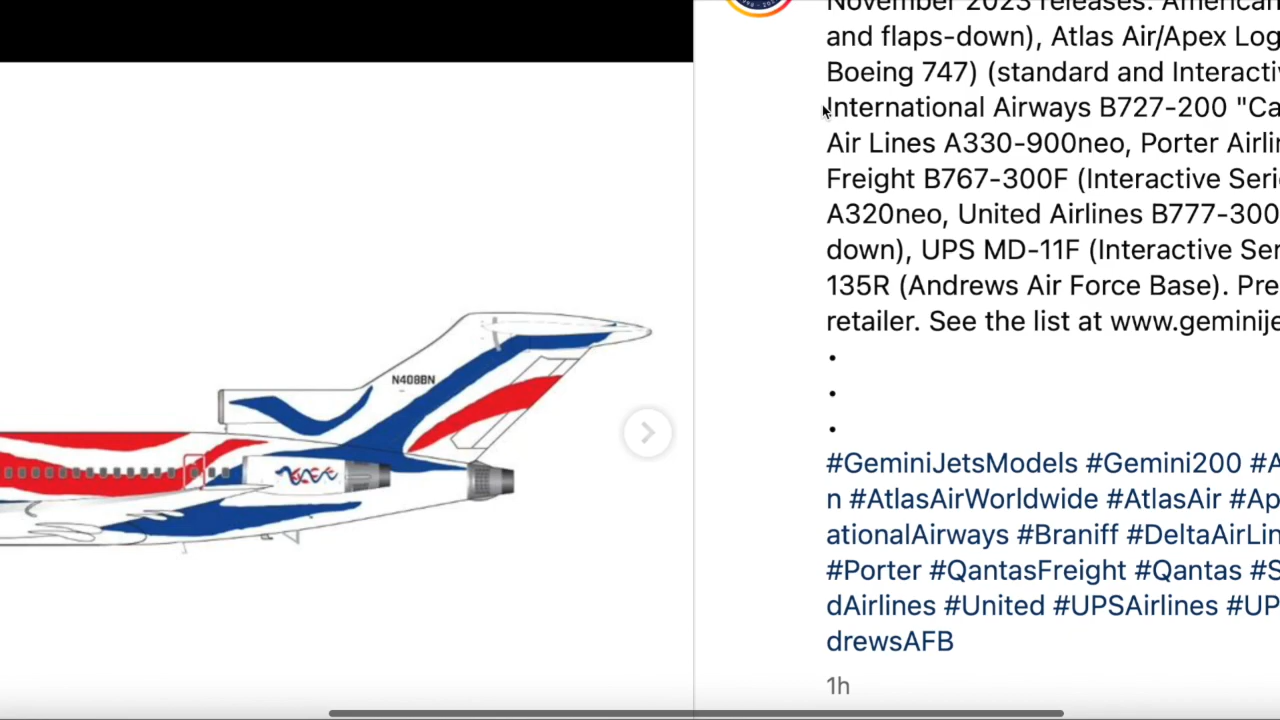 November 2023 releases: American
and flaps-down), Atlas Air/Apex Log
Boeing 747) (standard and Interactiv
International Airways B727-200 "Ca
Air Lines A330-900neo, Porter Airlin
Freight B767-300F (Interactive Seri
A320neo, United Airlines B777-300
down), UPS MD-11F (Interactive Ser
135R (Andrews Air Force Base). Pre
retailer. See the list at www.geminije
•
•
•
#GeminiJetsModels #Gemini200 #A
n #AtlasAirWorldwide #AtlasAir #Ap
ationalAirways #Braniff #DeltaAirLin
#Porter #QantasFreight #Qantas #S
dAirlines #United #UPSAirlines #UP
drewsAFB
1h
N408BN